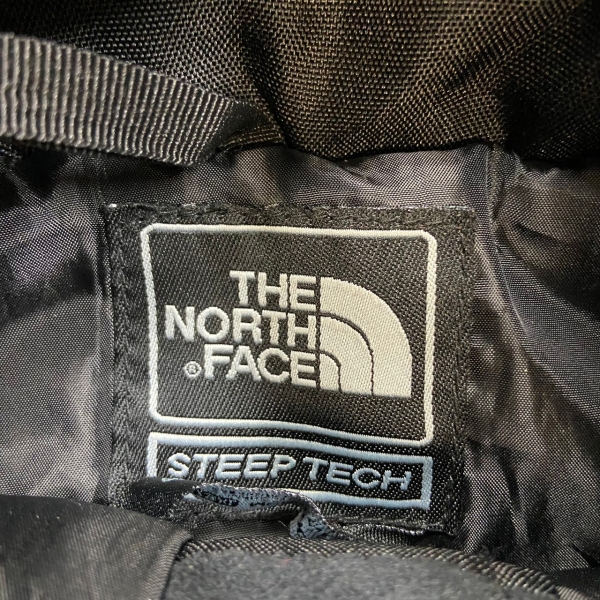 THE
NORTH
® FACE
STEEP TECH